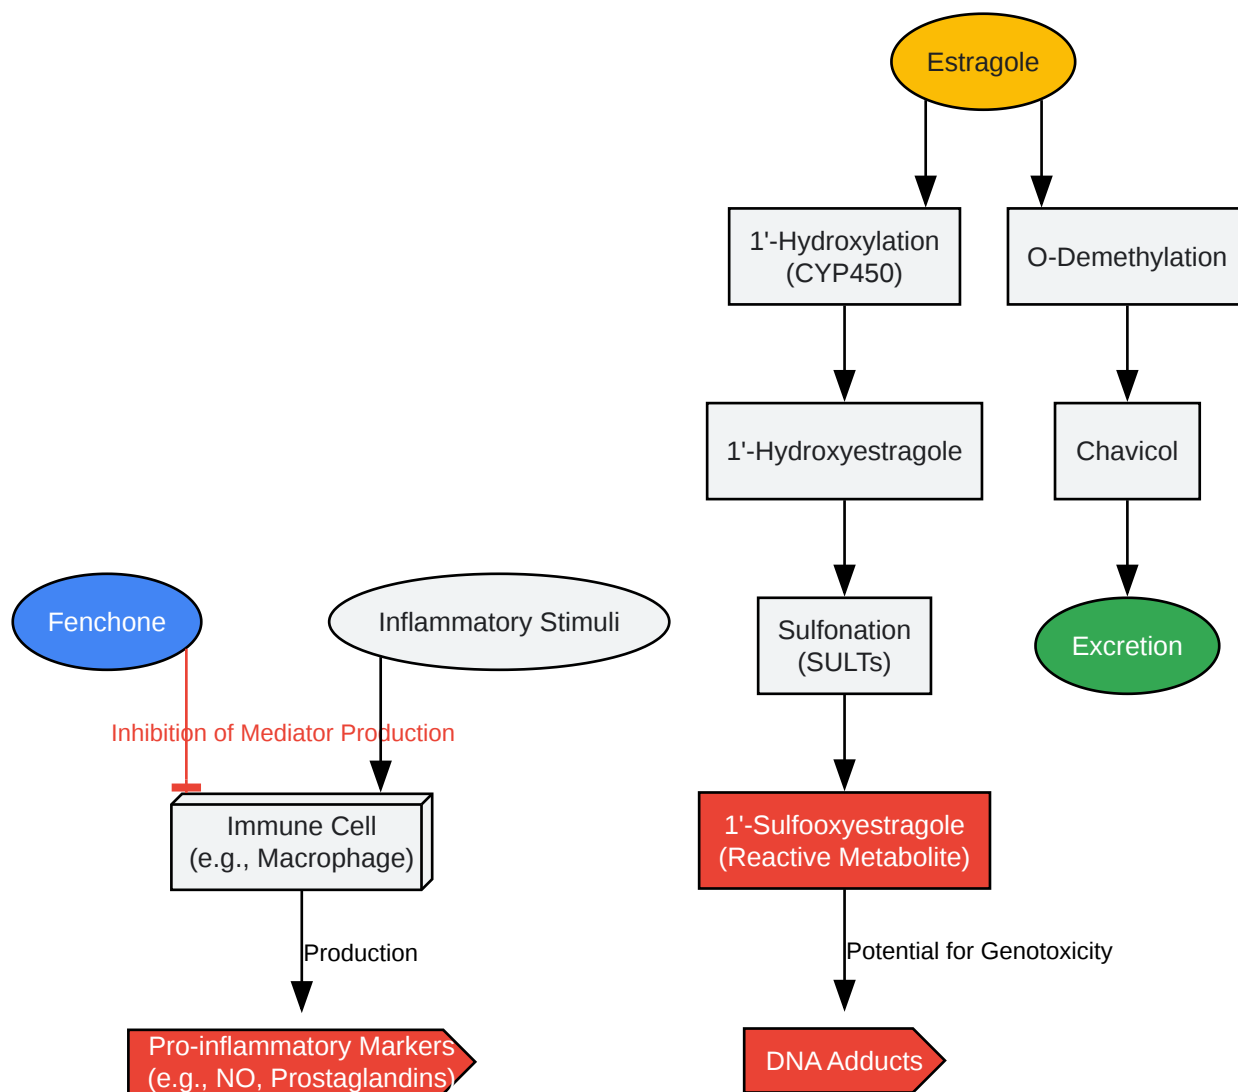 Estragole
1'-Hydroxylation
(CYP450)
O-Demethylation
1'-Hydroxyestragole
Chavicol
Fenchone
Inflammatory Stimuli
Sulfonation
(SULTs)
Excretion
Inhibition of Mediator Production
Immune Cell
(e.g., Macrophage)
1'-Sulfooxyestragole
(Reactive Metabolite)
Production
Potential for Genotoxicity
Pro-inflammatory Markers
(e.g., NO, Prostaglandins)
DNA Adducts